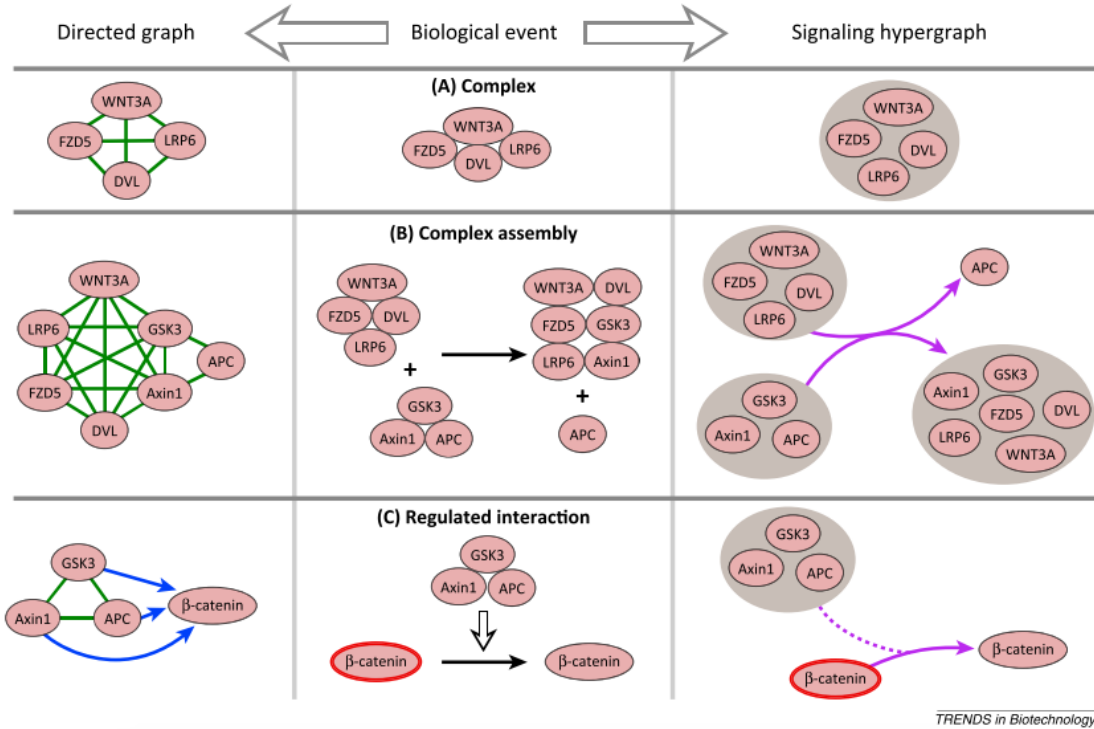 Directed graph
Biological event
Signaling hypergraph
(A) Complex
WNT3A
FZD5
LRP6
DVL
WNT3A
FZD5
LRP6
DVL
WNT3A
FZD5
DVL
LRP6
(B) Complex assembly
WNT3A
LRP6
GSK3
APC
FZD5
Axin1
DVL
WNT3A
FZD5
DVL
LRP6
+
GSK3
Axin1
APC
WNT3A
DVL
FZD5
GSK3
LRP6
Axin1
+
APC
WNT3A
FZD5
DVL
LRP6
APC
GSK3
Axin1
APC
GSK3
Axin1
FZD5
DVL
LRP6
WNT3A
(C) Regulated interaction
GSK3
Axin1
APC
β-catenin
GSK3
Axin1
APC
β-catenin
β-catenin
GSK3
Axin1
APC
β-catenin
β-catenin
TRENDS in Biotechnology